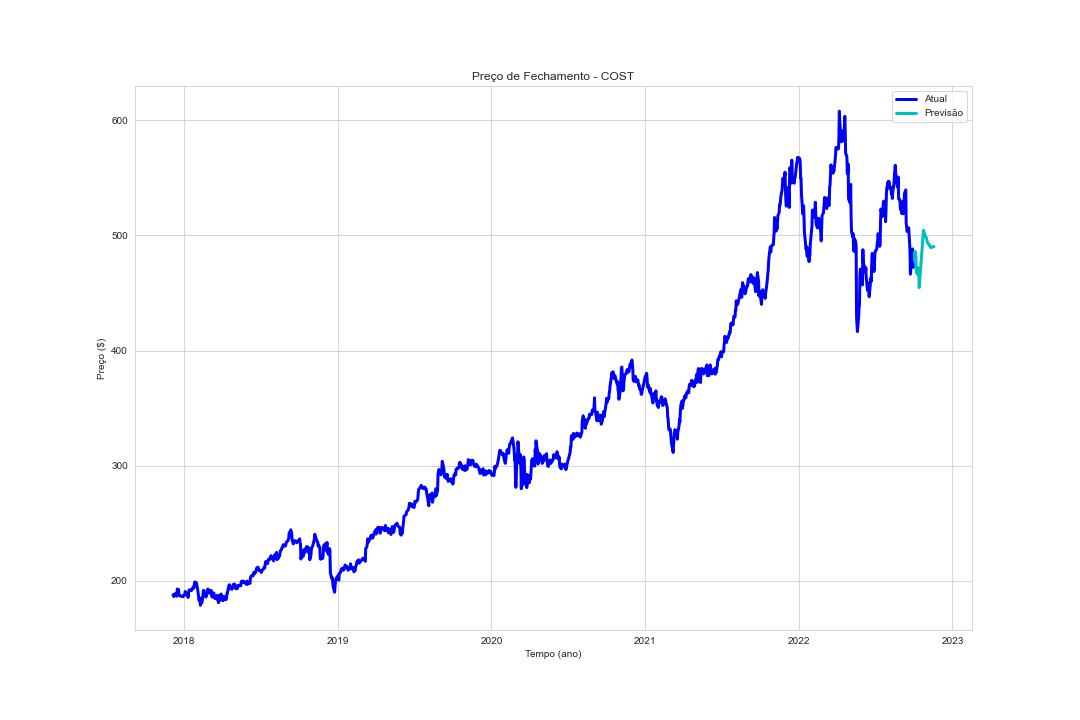 Preço de Fechamento - COST
Atual
Previsão
600
500
400
300
200
Preço ($)
2018
2019
2020
2021
2022
2023
Tempo (ano)